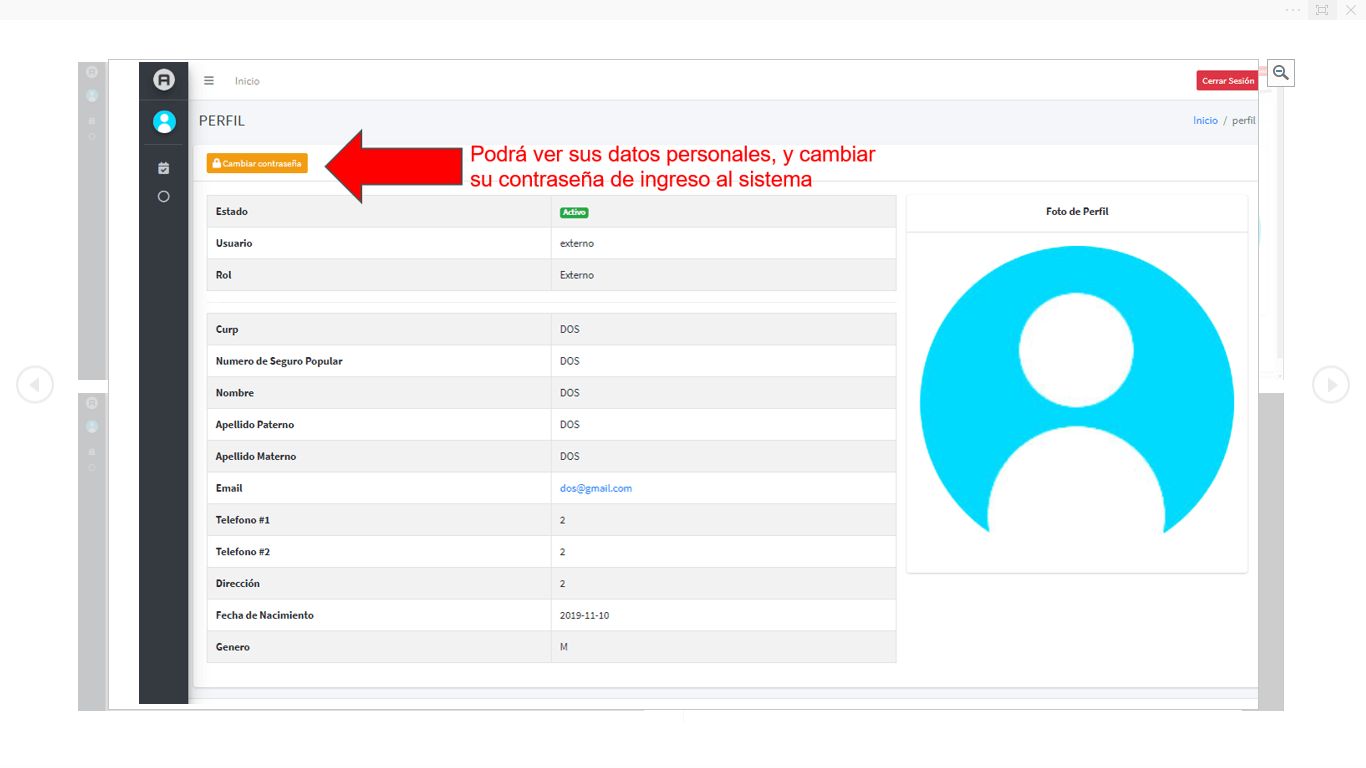 Inicio
Cerrar Sesión
PERFIL
Inicio / perfil
Cambiar contraseña
Podrá ver sus datos personales, y cambiar
su contraseña de ingreso al sistema
Estado Activo
Usuario externo
Rol Externo
Foto de Perfil
Curp DOS
Numero de Seguro Popular DOS
Nombre DOS
Apellido Paterno DOS
Apellido Materno DOS
Email dos@gmail.com
Telefono #1 2
Telefono #2 2
Dirección 2
Fecha de Nacimiento 2019-11-10
Genero M